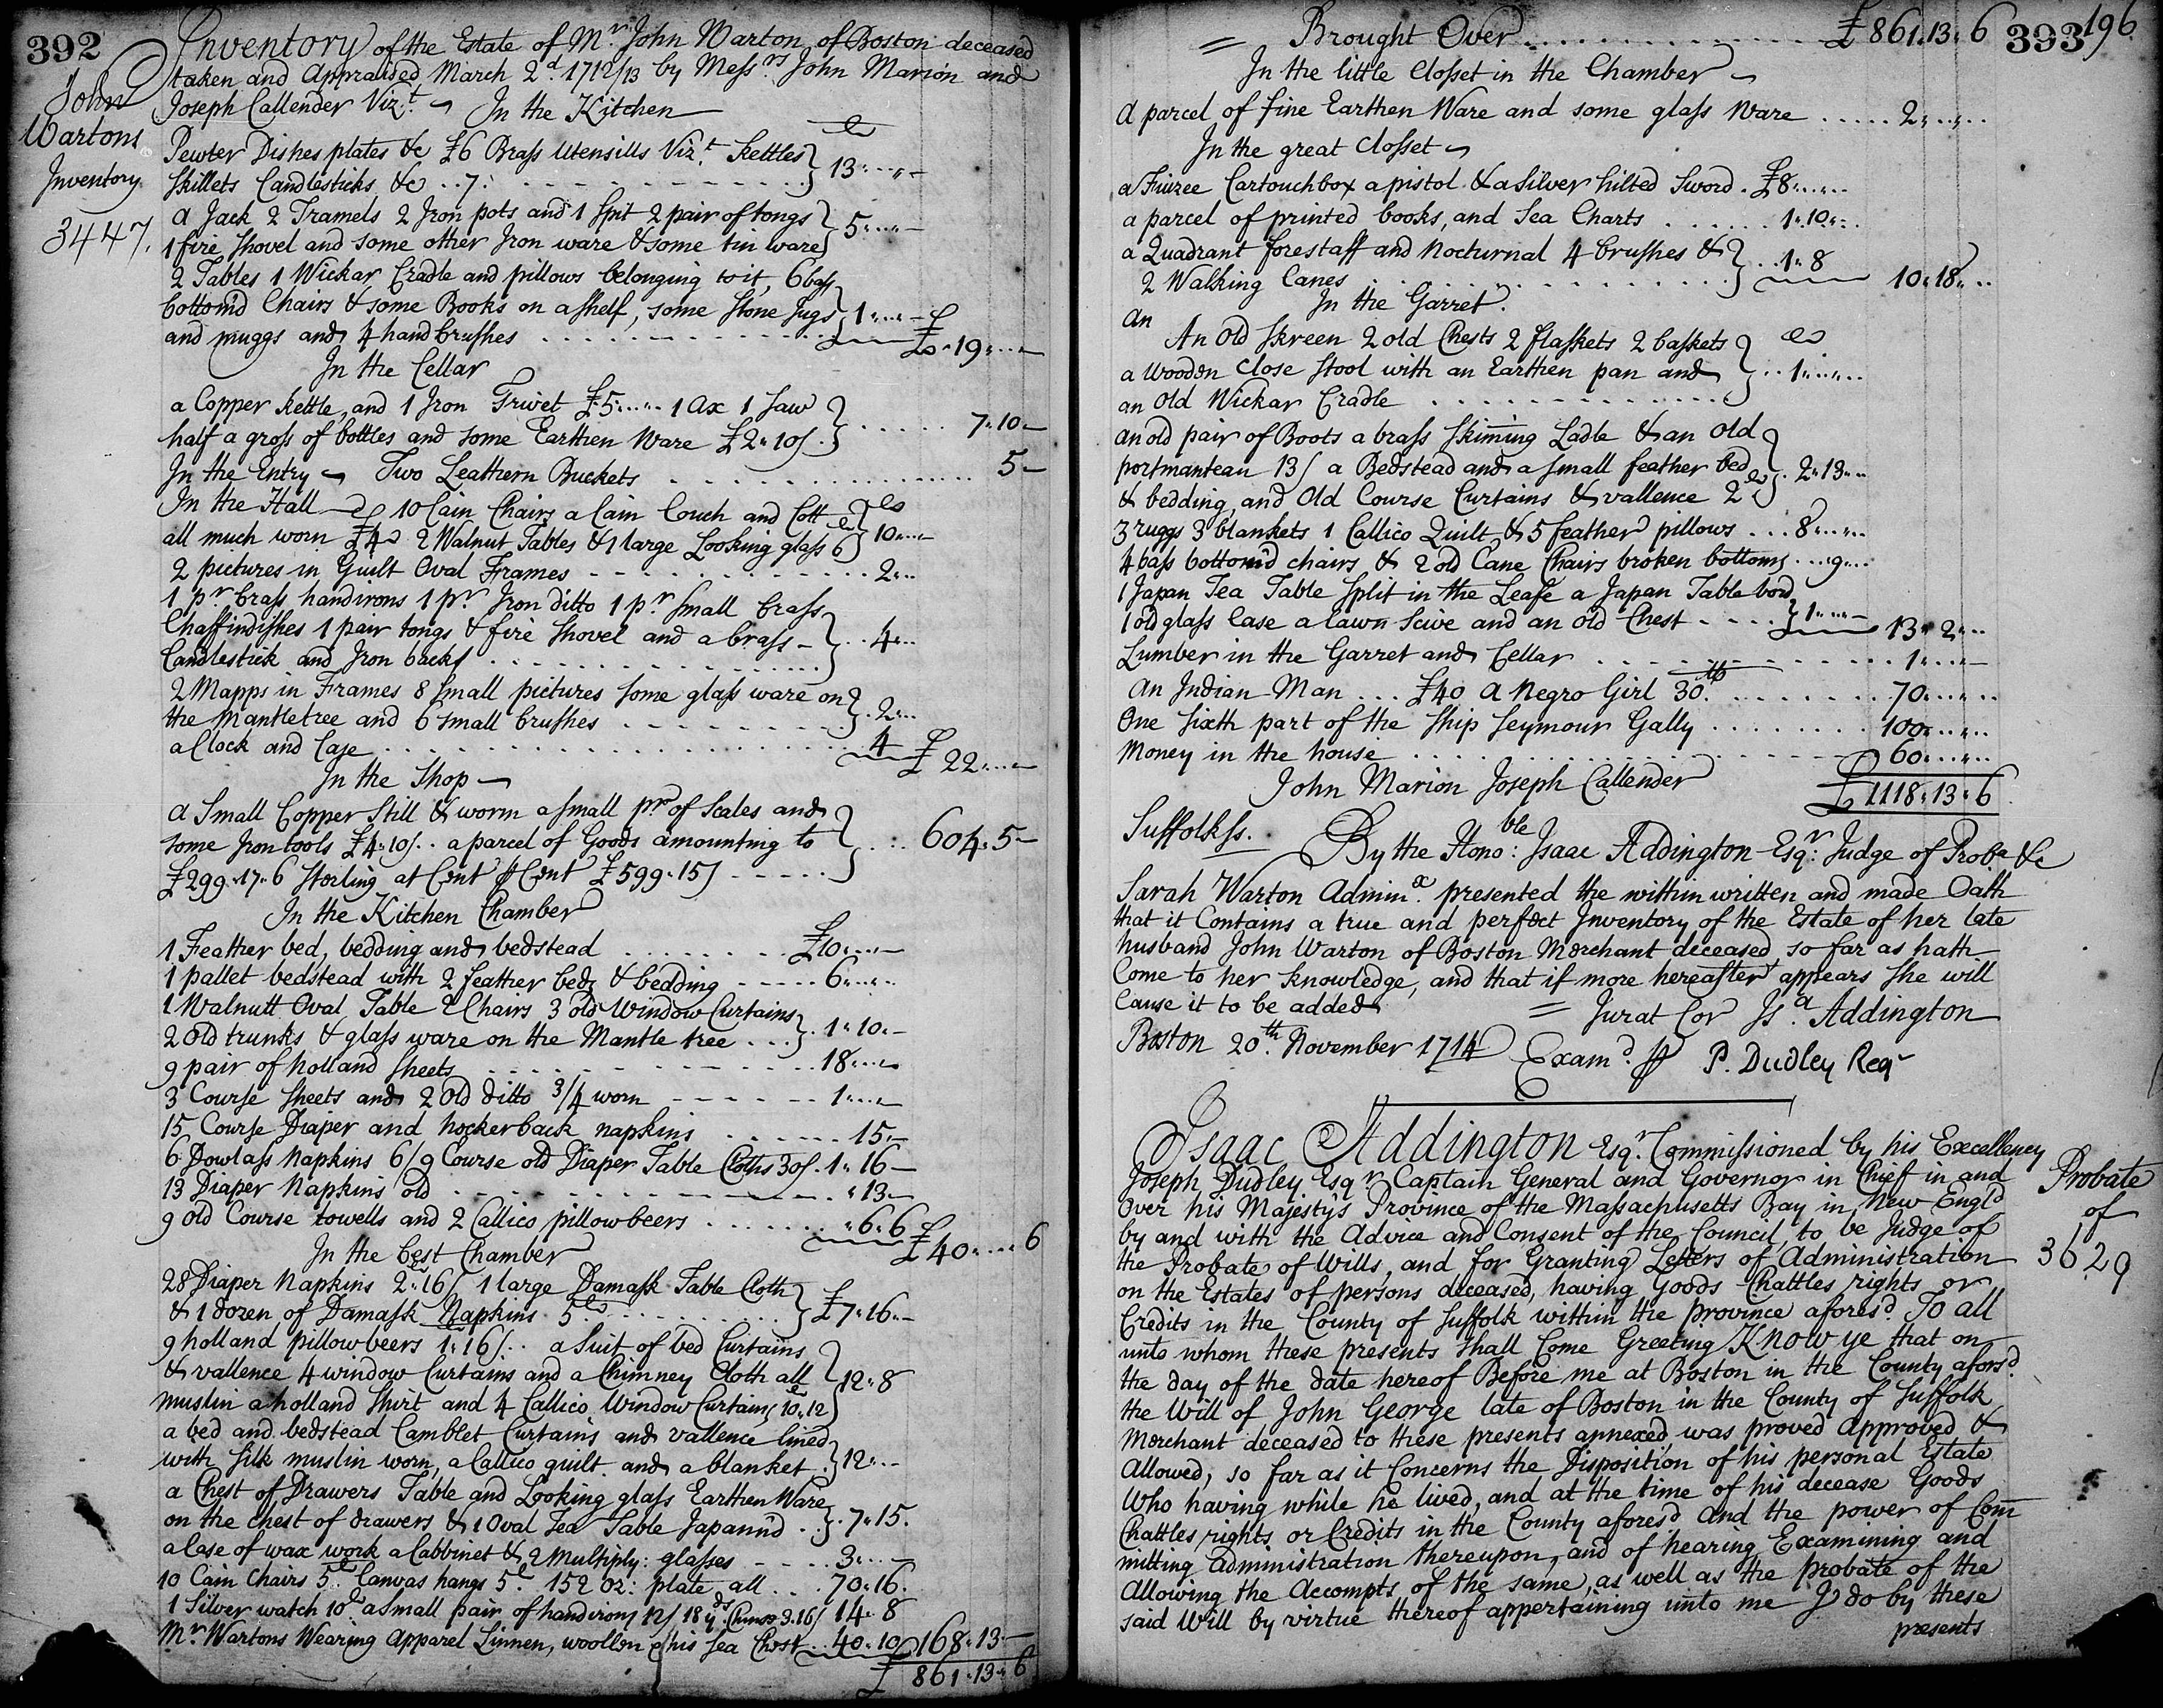 392
John
Wartons
Inventory
3447.
Inventory of the Estate of Mr. John Warton of Boston deceased
taken and Appraised March 2d. 1712/13 by Messrs. John Marion and
Joseph Callender Vizt. In the Kitchen
Pewter Dishes plates &c £6 Brass Utensills Vizt. Kettles
Skillets Candlesticks &c .. 7. 13
A Jack 2 Tramels 2 Iron pots and 1 Spit 2 pair of tongs
1 fire Shovel and some other Iron ware & some tin ware 5
2 Tables 1 Wickar Cradle and pillows belonging to it, 6 bass
bottom'd Chairs & some Books on a shelf, some Stone Jugs 1
and muggs and 4 hand brushes £ 19
In the Cellar
a Copper Kettle, and 1 Iron Trivet £5 1 Ax 1 Saw
half a gross of bottles and some Earthen Ware £2. 10/ 7. 10
In the Entry Two Leathern Buckets 5
In the Hall 10 Cain Chairs a Cain Couch and Cott
all much worn £4 2 Walnut Tables & 1 large Looking glass 6 10
2 pictures in Guilt Oval Frames 2
1 pr. brass handirons 1 pr. Iron ditto 1 pr. small brass
Chaffindishes 1 pair tongs & fire Shovel and a brass 4
Candlestick and Iron backs
2 Mapps in Frames 8 Small pictures some glass ware on
the Mantletree and 6 small brushes 2
a Clock and Case 4 £ 22
In the Shop
A Small Copper Still & worm a small pr. of Scales and
some Iron tools £4. 10/ .. a parcel of Goods amounting to 604. 5
£299. 17. 6 Sterling at Cent p Cent £599. 15/
In the Kitchen Chamber
1 Feather bed, bedding and bedstead £10
1 pallet bedstead with 2 feather beds & bedding 6
1 Walnutt Oval Table 2 Chairs 3 old Window Curtains
2 old trunks & glass ware on the Mantle tree 1. 10
9 pair of holland Sheets 18
3 Course Sheets and 2 Old ditto 3/4 worn 1
15 Course Diaper and hockerback napkins 15
6 Dowlass Napkins 6/ 9 Course old Diaper Table Cloths 30/. 1. 16
13 Diaper Napkins old 13
9 old Course towells and 2 Callico pillowbeers 6. 6 £ 40 6
In the best Chamber
28 Diaper Napkins 2. 16/ 1 large Damask Table Cloth
& 1 dozen of Damask Napkins 5 £7. 16
9 holland pillowbeers 1. 16/ .. a Suit of bed Curtains
& vallence 4 window Curtains and a Chimney Cloth all 12. 8
muslin a holland Shirt and 4 Callico Window Curtains 10. 12
a bed and bedstead Camblet Curtains and vallence lined
with Silk muslin worn, a Callico quilt and a blanket 12
a Chest of Drawers Table and Looking glass Earthen Ware
on the chest of drawers & 1 Oval Tea Table Japann'd 7. 15.
a Case of wax work a Cabbinet & 2 Multiply: glasses 3
10 Cain Chairs 5 Canvas hangs 5 152 oz: plate all 70. 16.
1 Silver watch 10 a small pair of handirons 12/ 18 yds 3. 16/ 14. 8
Mr. Wartons Wearing Apparel Linnen, woollen & his Sea Chest 40. 10 168. 13
£ 861. 13. 6
393
196
Brought Over £ 861. 13. 6
In the little Closset in the Chamber
A parcel of fine Earthen Ware and some glass Ware 2
In the great Closset
a Fuizee Cartouchbox a pistol & a Silver hilted Sword £8
a parcel of printed books, and Sea Charts 1. 10
a Quadrant forestaff and Nocturnal 4 brushes &
2 Walking Canes 1. 8 10. 18
In the Garret
an
An Old Skreen 2 old Chests 2 flaskets 2 baskets
a wooden Close Stool with an Earthen pan and 1
an Old Wickar Cradle
an old pair of Boots a brass Skiming Ladle & an old
portmanteau 13/ a Bedstead and a small feather bed 2. 13
& bedding, and Old Course Curtains & vallence 2
3 ruggs 3 blankets 1 Callico Quilt & 5 feather pillows 8
4 bass bottom'd chairs & 2 old Cane Chairs broken bottoms 9
1 Japan Tea Table Split in the Leafe a Japan Table bord
1 old glass Case a lawn Seive and an old Chest 1 13. 2
Lumber in the Garret and Cellar 1
An Indian Man ... £40 A Negro Girl 30 70
One Sixth part of the Ship Seymour Gally 100
Money in the house 60
John Marion Joseph Callender £ 1118. 13. 6
Suffolk ss. By the Honoble: Isaac Addington Esqr: Judge of Proba &c
Sarah Warton Adminx. presented the within written and made Oath
that it Contains a true and perfect Inventory of the Estate of her late
husband John Warton of Boston Merchant deceased, so far as hath
Come to her Knowledge, and that if more hereafter appears She will
Cause it to be added = Jurat Cor Isa. Addington
Boston 20th. November 1714 Examd. p P. Dudley Regr
Isaac Addington Esqr. Commissioned by his Excellency
Joseph Dudley Esqr Captain General and Governor in Chief in and
Over his Majesty's Province of the Massachusetts Bay in New Engld
by and with the Advice and Consent of the Council, to be Judge of
the Probate of Wills, and for Granting Letters of Administration
on the Estates of persons deceased, having Goods Chattles rights or
Credits in the County of Suffolk within the province aforesd. To all
unto whom these presents Shall Come Greeting Know ye that on
the day of the date hereof Before me at Boston in the County aforsd.
the Will of John George late of Boston in the County of Suffolk
Merchant deceased to these presents annexed, was proved Approved &
Allowed, so far as it Concerns the Disposition of his personal Estate
Who having while he lived, and at the time of his decease Goods
Chattles rights or Credits in the County aforesd And the power of Com
mitting Administration thereupon, and of hearing Examining and
Allowing the Accompts of the same, as well as the probate of the
said Will by virtue thereof appertaining unto me I do by these
presents
Probate
of
3629